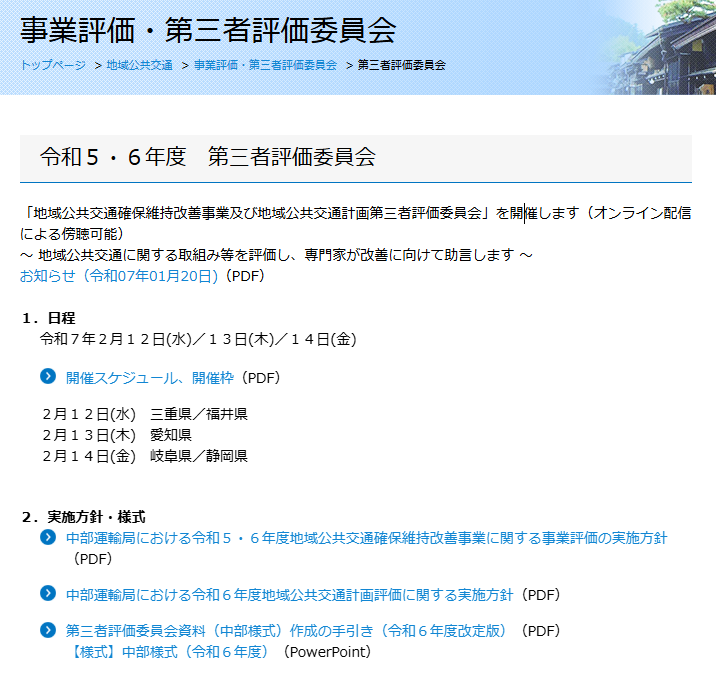 事業評価・第三者評価委員会
トップページ > 地域公共交通 > 事業評価・第三者評価委員会 > 第三者評価委員会
令和５・６年度　第三者評価委員会
「地域公共交通確保維持改善事業及び地域公共交通計画第三者評価委員会」を開催します（オンライン配信
による傍聴可能）
～ 地域公共交通に関する取組み等を評価し、専門家が改善に向けて助言します ～
お知らせ（令和07年01月20日）（PDF）
１．日程
令和７年２月１２日(水)／１３日(木)／１４日(金)
開催スケジュール、開催枠（PDF）
２月１２日(水)　三重県／福井県
２月１３日(木)　愛知県
２月１４日(金)　岐阜県／静岡県
２．実施方針・様式
中部運輸局における令和５・６年度地域公共交通確保維持改善事業に関する事業評価の実施方針
（PDF）
中部運輸局における令和６年度地域公共交通計画評価に関する実施方針（PDF）
第三者評価委員会資料（中部様式）作成の手引き（令和６年度改定版）（PDF）
【様式】中部様式（令和６年度）（PowerPoint）